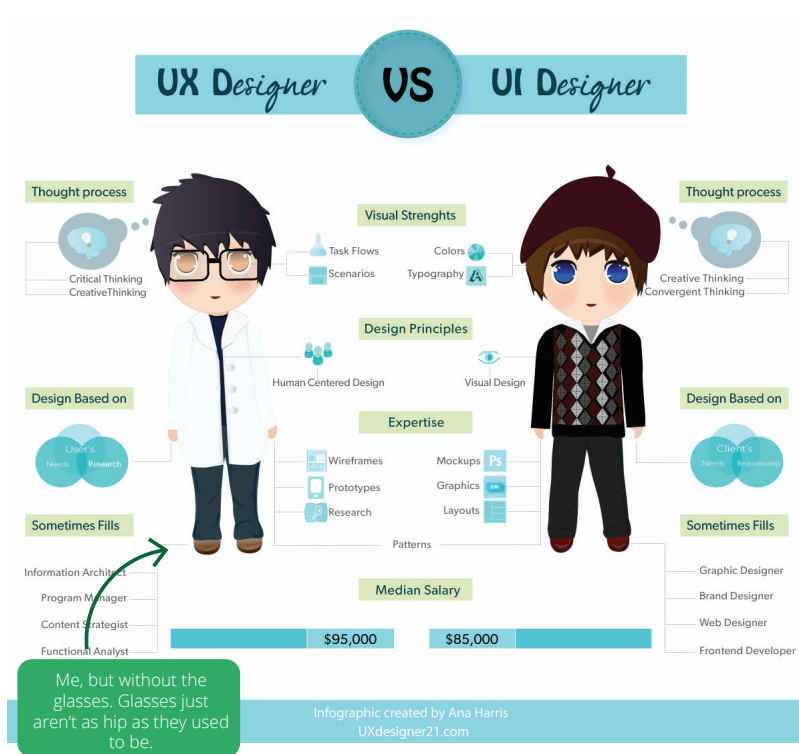 UX Designer
VS
UI Designer
Thought process
Critical Thinking
CreativeThinking
Visual Strenghts
Task Flows
Scenarios
Colors
Typography
A
Thought process
Creative Thinking
Convergent Thinking
Design Principles
Human Centered Design
Visual Design
Design Based on
User's
Needs
Research
Expertise
Wireframes
Prototypes
Research
Mockups
Ps
Graphics
ON
Layouts
Patterns
Design Based on
Client's
Needs
Requirements
Sometimes Fills
Information Architect
Program Manager
Content Strategist
Functional Analyst
Median Salary
$95,000
$85,000
Sometimes Fills
Graphic Designer
Brand Designer
Web Designer
Frontend Developer
Me, but without the
glasses. Glasses just
aren't as hip as they used
to be.
Infographic created by Ana Harris
UXdesigner21.com